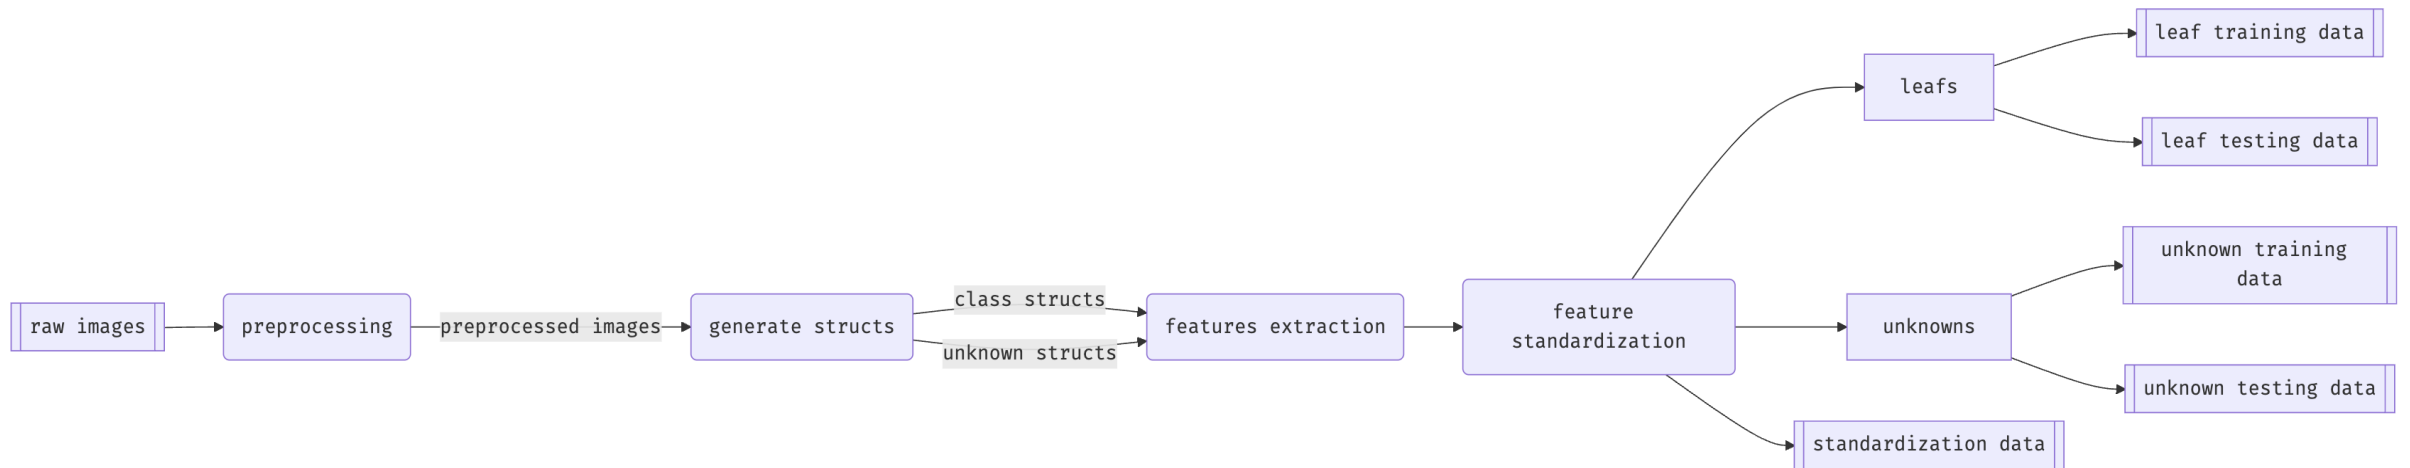 raw images
preprocessing
preprocessed images
generate structs
class structs
unknown structs
features extraction
feature
standardization
leafs
leaf training data
leaf testing data
unknowns
unknown training
data
unknown testing data
standardization data